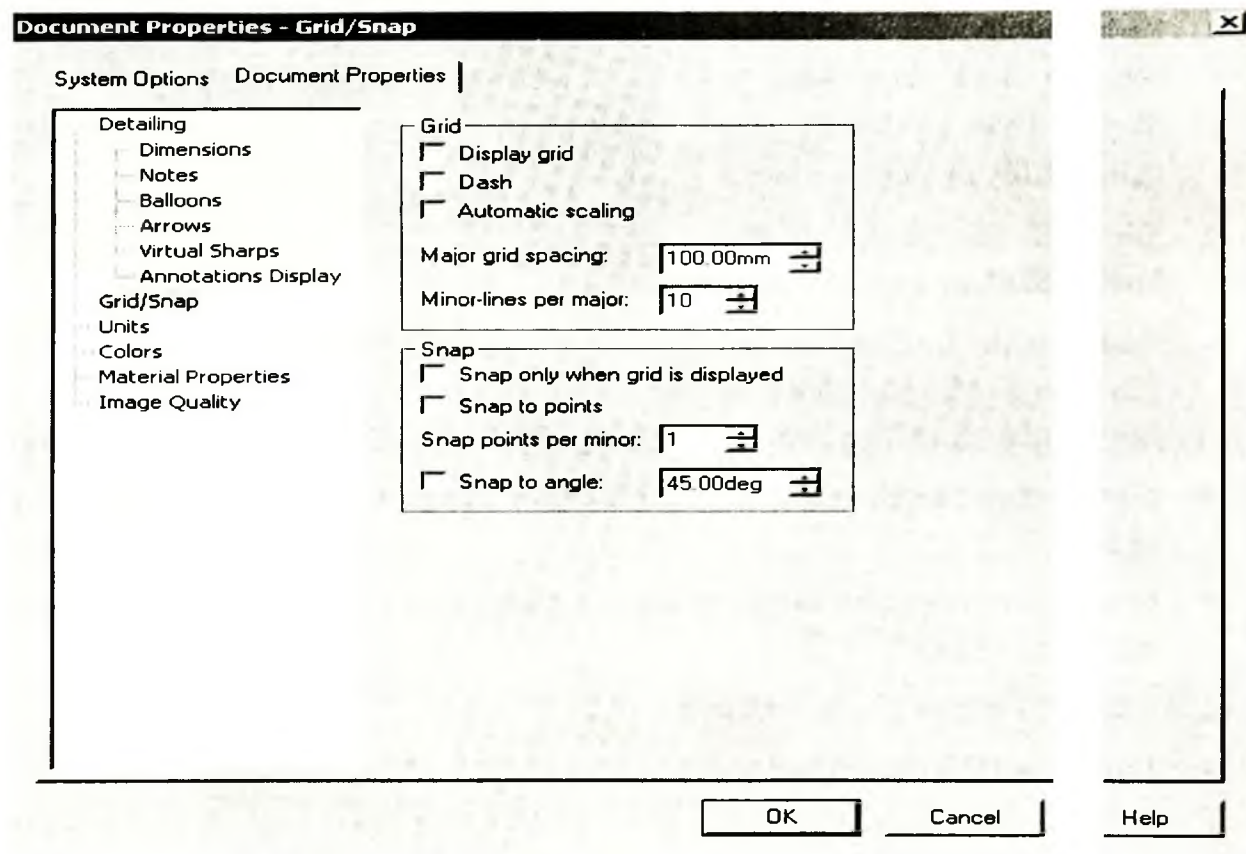 Document Properties - Grid/Snap
System Options Document Properties
Detailing
Dimensions
Notes
Balloons
Arrows
Virtual Sharps
Annotations Display
Grid/Snap
Units
Colors
Material Properties
Image Quality
Grid
Display grid
Dash
Automatic scaling
Major grid spacing: 100.00mm
Minor-lines per major: 10
Snap
Snap only when grid is displayed
Snap to points
Snap points per minor: 1
Snap to angle: 45.00deg
OK Cancel Help